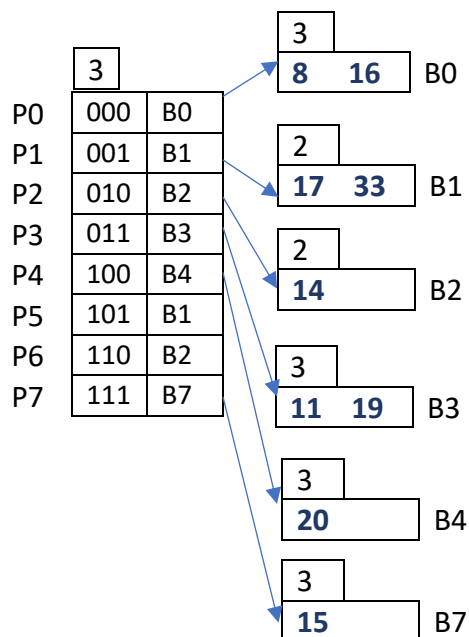 3
P0 000 B0
P1 001 B1
P2 010 B2
P3 011 B3
P4 100 B4
P5 101 B1
P6 110 B2
P7 111 B7
3
8 16 B0
2
17 33 B1
2
14 B2
3
11 19 B3
3
20 B4
3
15 B7